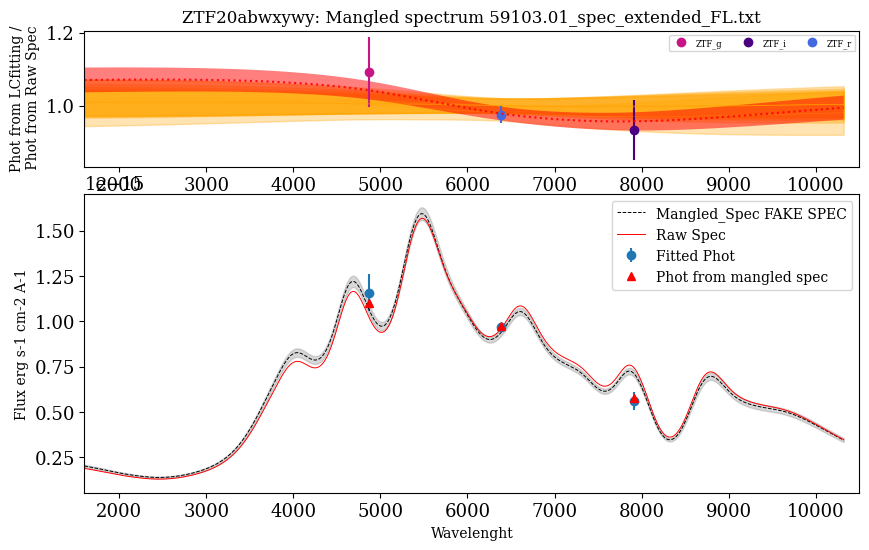 ZTF20abwxywy: Mangled spectrum 59103.01_spec_extended_FL.txt
Phot from LCfitting /
Phot from Raw Spec
1.2
1.0
ZTF_g
ZTF_i
ZTF_r
2000 3000 4000 5000 6000 7000 8000 9000 10000
1e−15
Flux erg s-1 cm-2 A-1
1.50
1.25
1.00
0.75
0.50
0.25
Mangled_Spec FAKE SPEC
Raw Spec
Fitted Phot
Phot from mangled spec
2000 3000 4000 5000 6000 7000 8000 9000 10000
Wavelenght